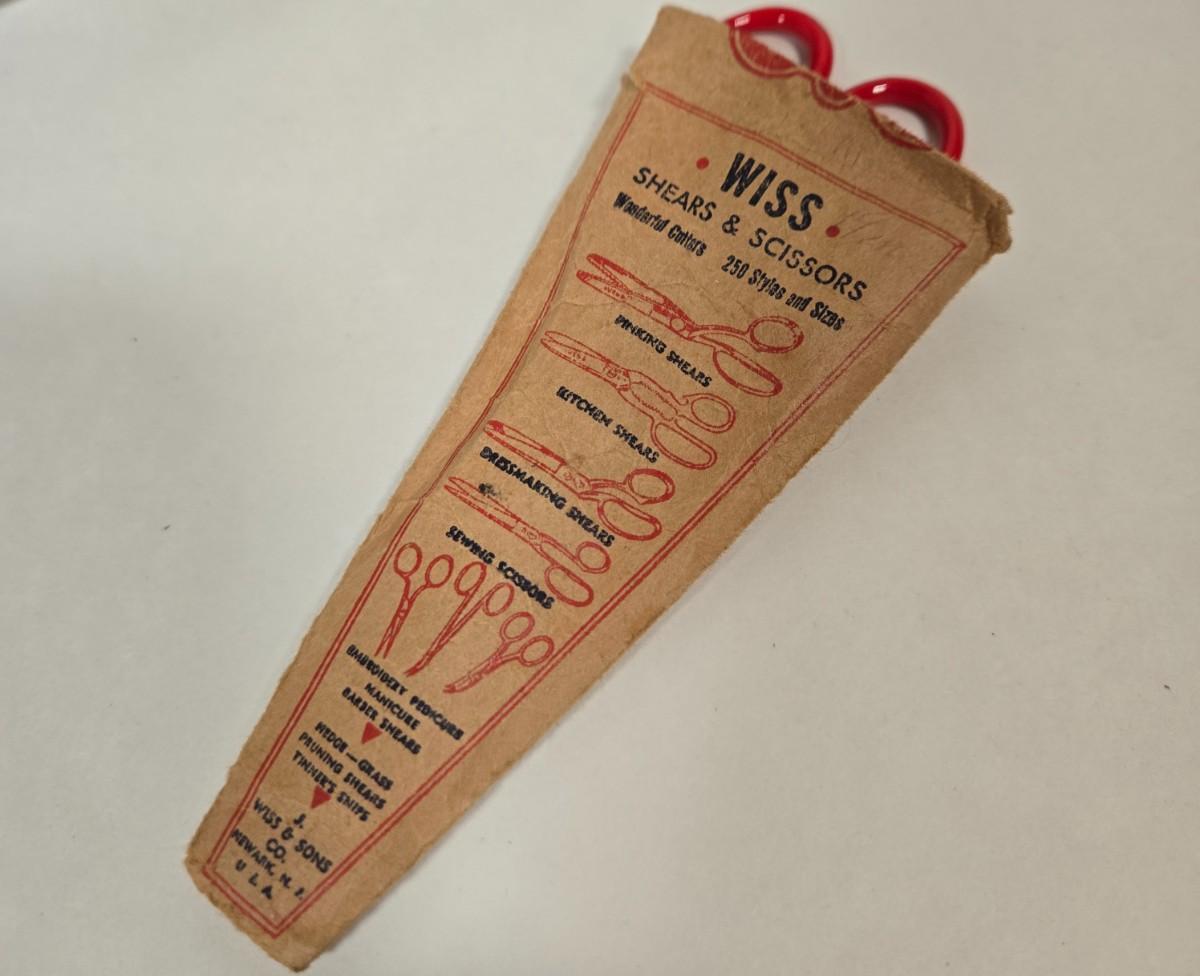 • WISS •
SHEARS & SCISSORS
Wonderful Cutters 250 Styles and Sizes
PINKING SHEARS
KITCHEN SHEARS
DRESSMAKING SHEARS
SEWING SCISSORS
EMBROIDERY PEDICURE
MANICURE
BARBER SHEARS
HEDGE—GRASS
PRUNING SHEARS
TINNER'S SNIPS
J.
WISS & SONS
CO.
NEWARK, N. J.
U. S. A.